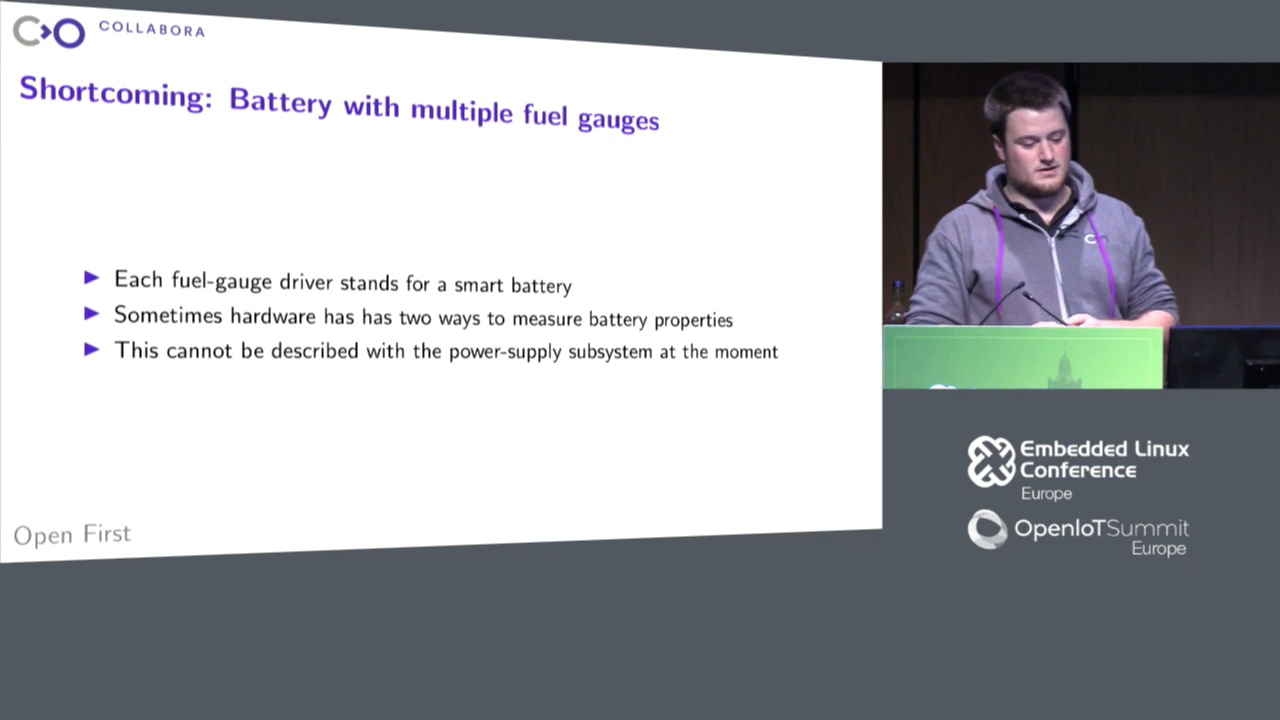 COLLABORA
Shortcoming: Battery with multiple fuel gauges
Each fuel-gauge driver stands for a smart battery
Sometimes hardware has has two ways to measure battery properties
This cannot be described with the power-supply subsystem at the moment
Open First
Embedded Linux
Conference
Europe
OpenIoTSummit
Europe